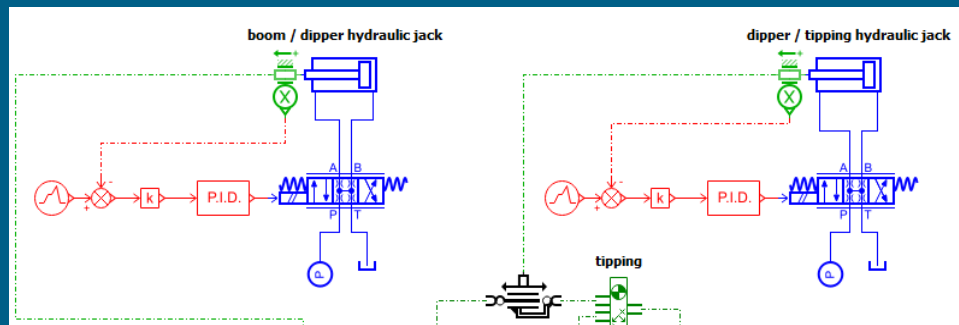 boom / dipper hydraulic jack
dipper / tipping hydraulic jack
X
X
A B
A B
- 
-
k
P.I.D.
k
P.I.D.
+
+
+
+
P T
P T
P
P
tipping